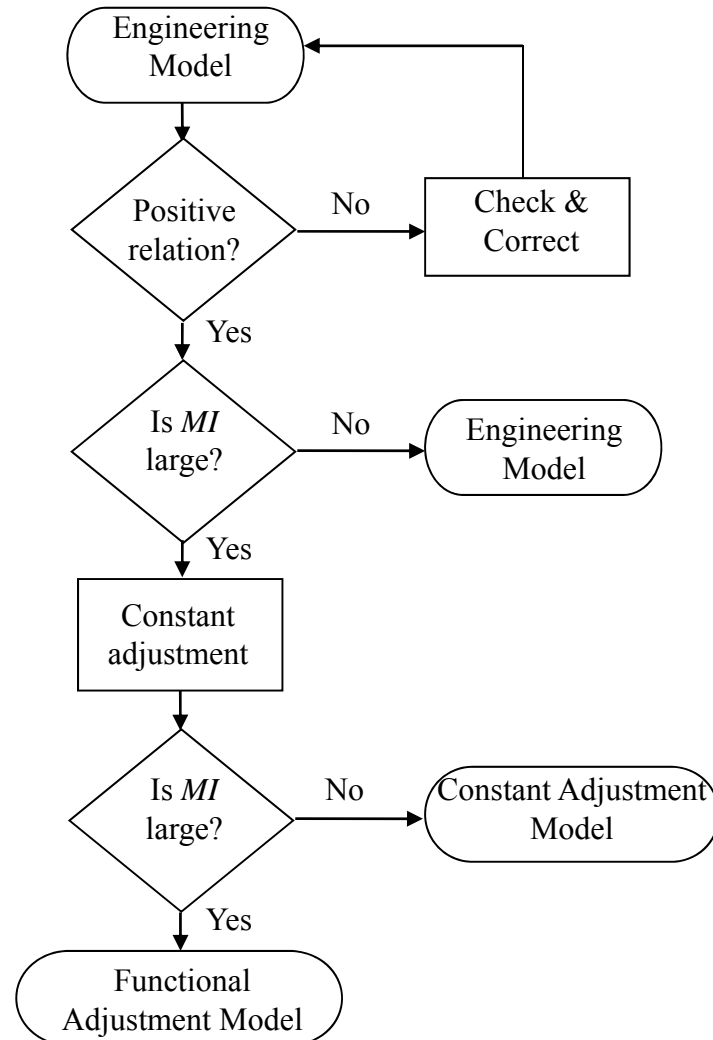 Engineering
Model
Positive
relation?
No
Check &
Correct
Yes
Is MI
large?
No
Engineering
Model
Yes
Constant
adjustment
Is MI
large?
No
Constant Adjustment
Model
Yes
Functional
Adjustment Model